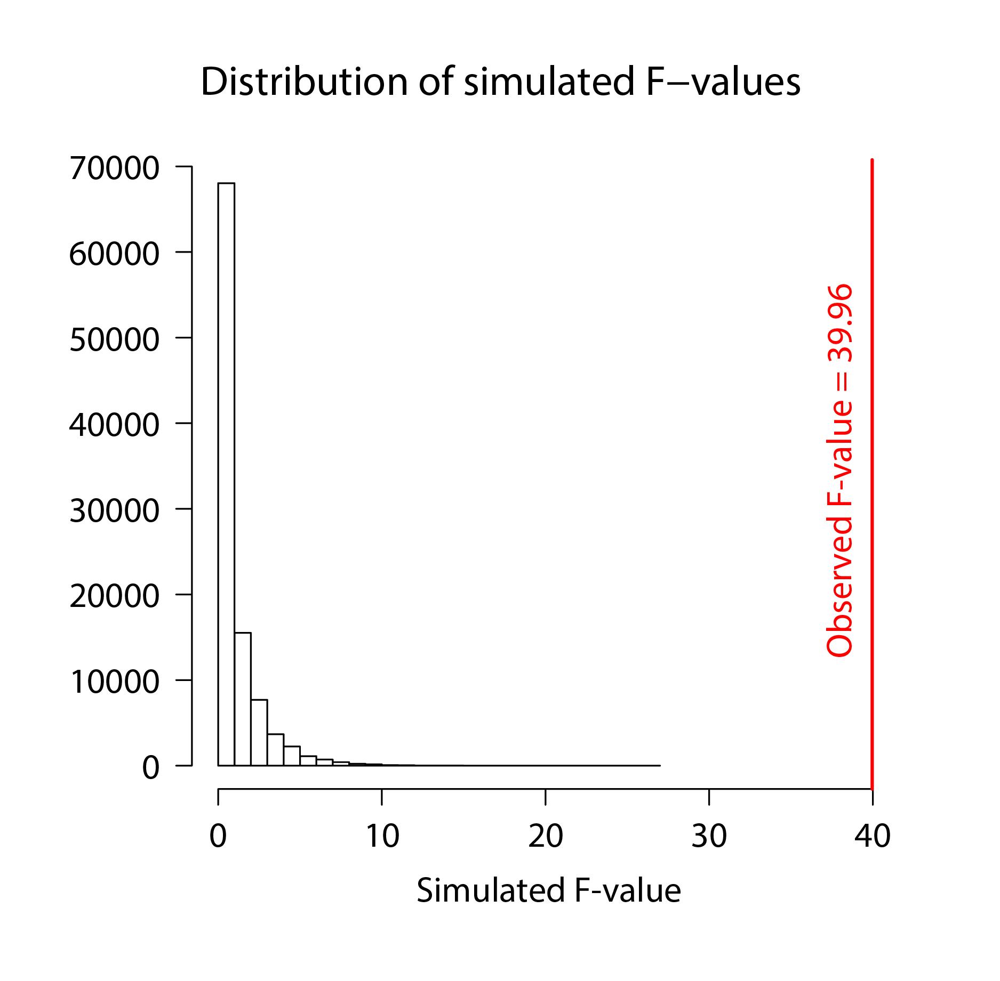 Distribution of simulated F−values
70000
60000
50000
40000
30000
20000
10000
0
Observed F-value = 39.96
0 10 20 30 40
Simulated F-value